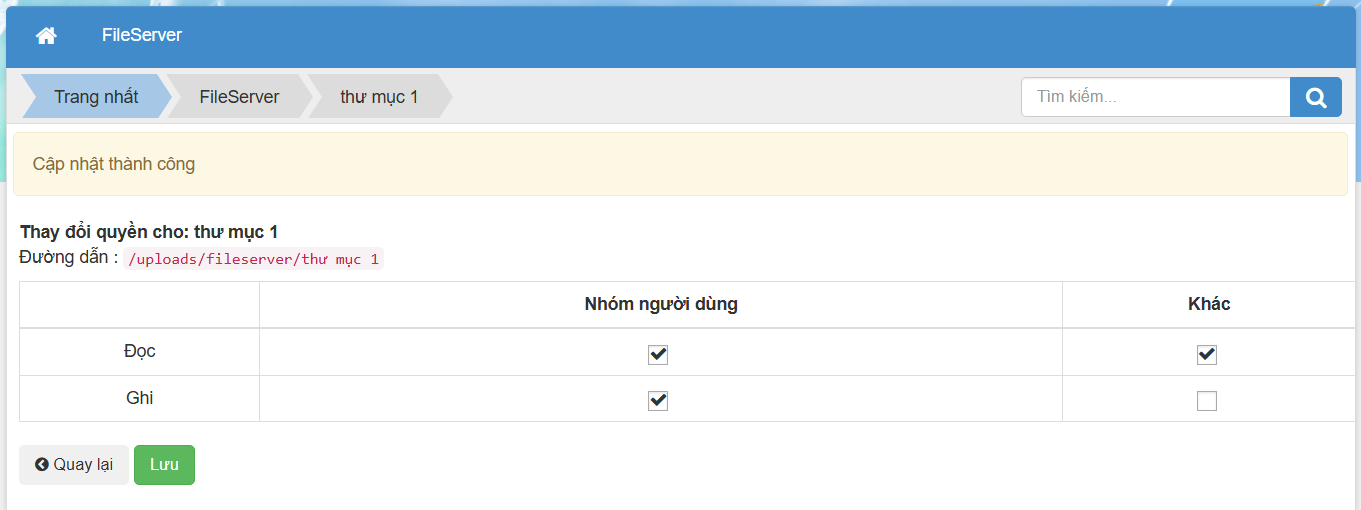 FileServer
Trang nhất FileServer thư mục 1 Tìm kiếm...
Cập nhật thành công
Thay đổi quyền cho: thư mục 1
Đường dẫn : /uploads/fileserver/thư mục 1
Nhóm người dùng Khác
Đọc
Ghi
Quay lại Lưu